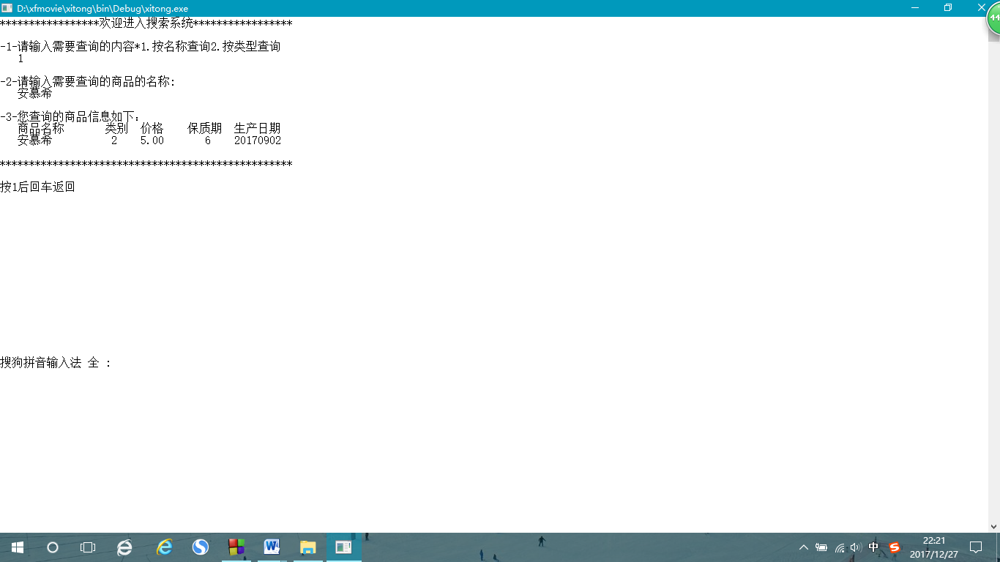 D:\xfmovie\xitong\bin\Debug\xitong.exe
44
*****************欢迎进入搜索系统*****************
-1-请输入需要查询的内容*1.按名称查询2.按类型查询
1
-2-请输入需要查询的商品的名称:
安慕希
-3-您查询的商品信息如下:
商品名称 类别 价格 保质期 生产日期
安慕希 2 5.00 6 20170902
**************************************************
按1后回车返回
搜狗拼音输入法 全 :
中
22:21
2017/12/27